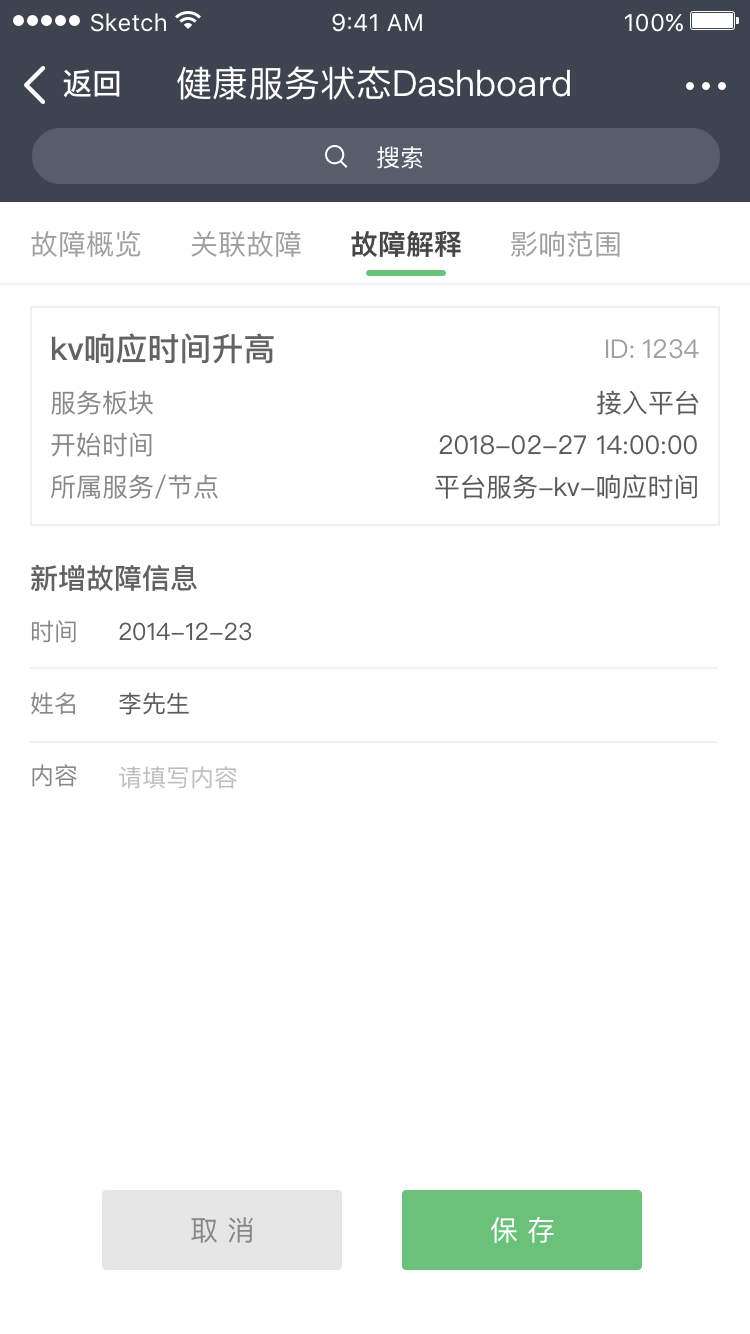 Sketch 9:41 AM 100%
返回 健康服务状态Dashboard
搜索
故障概览 关联故障 故障解释 影响范围
kv响应时间升高 ID: 1234
服务板块 接入平台
开始时间 2018-02-27 14:00:00
所属服务/节点 平台服务-kv-响应时间
新增故障信息
时间 2014-12-23
姓名 李先生
内容 请填写内容
取消 保存